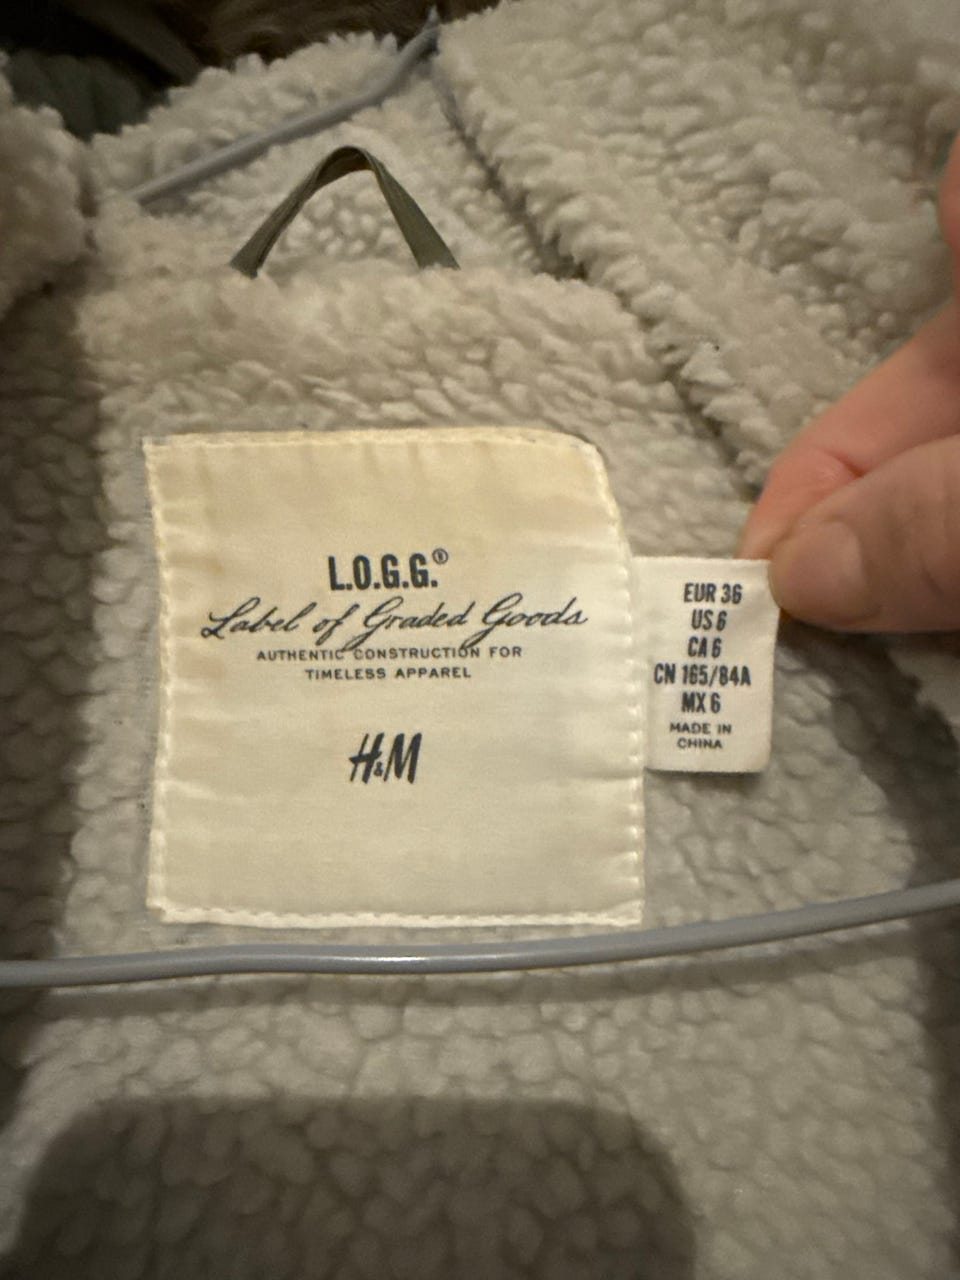 L.O.G.G.®
Label of Graded Goods
AUTHENTIC CONSTRUCTION FOR
TIMELESS APPAREL
H&M
EUR 36
US 6
CA 6
CN 165/84A
MX 6
MADE IN
CHINA